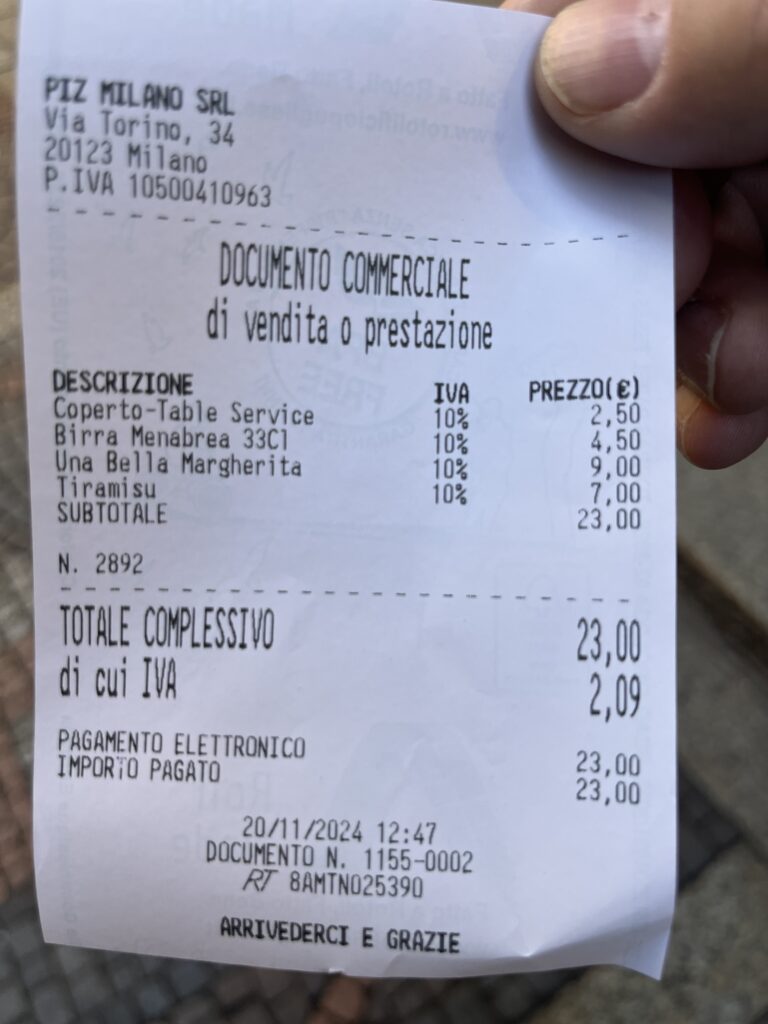 PIZ MILANO SRL
Via Torino, 34
20123 Milano
P.IVA 10500410963
DOCUMENTO COMMERCIALE
di vendita o prestazione
DESCRIZIONE IVA PREZZO(€)
Coperto-Table Service 10% 2,50
Birra Menabrea 33Cl 10% 4,50
Una Bella Margherita 10% 9,00
Tiramisu 10% 7,00
SUBTOTALE 23,00
N. 2892
TOTALE COMPLESSIVO 23,00
di cui IVA 2,09
PAGAMENTO ELETTRONICO 23,00
IMPORTO PAGATO 23,00
20/11/2024 12:47
DOCUMENTO N. 1155-0002
RT 8AMTN025390
ARRIVEDERCI E GRAZIE